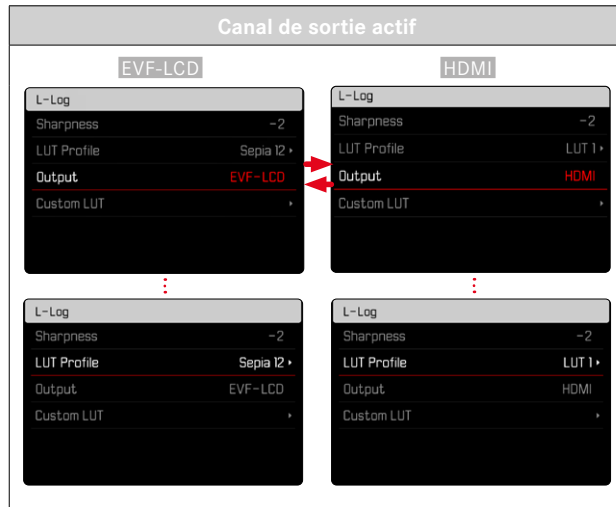 Canal de sortie actif
EVF-LCD
L-Log
Sharpness -2
LUT Profile Sepia 12
Output EVF-LCD
Custom LUT
HDMI
L-Log
Sharpness -2
LUT Profile LUT 1
Output HDMI
Custom LUT
L-Log
Sharpness -2
LUT Profile Sepia 12
Output EVF-LCD
Custom LUT
L-Log
Sharpness -2
LUT Profile LUT 1
Output HDMI
Custom LUT